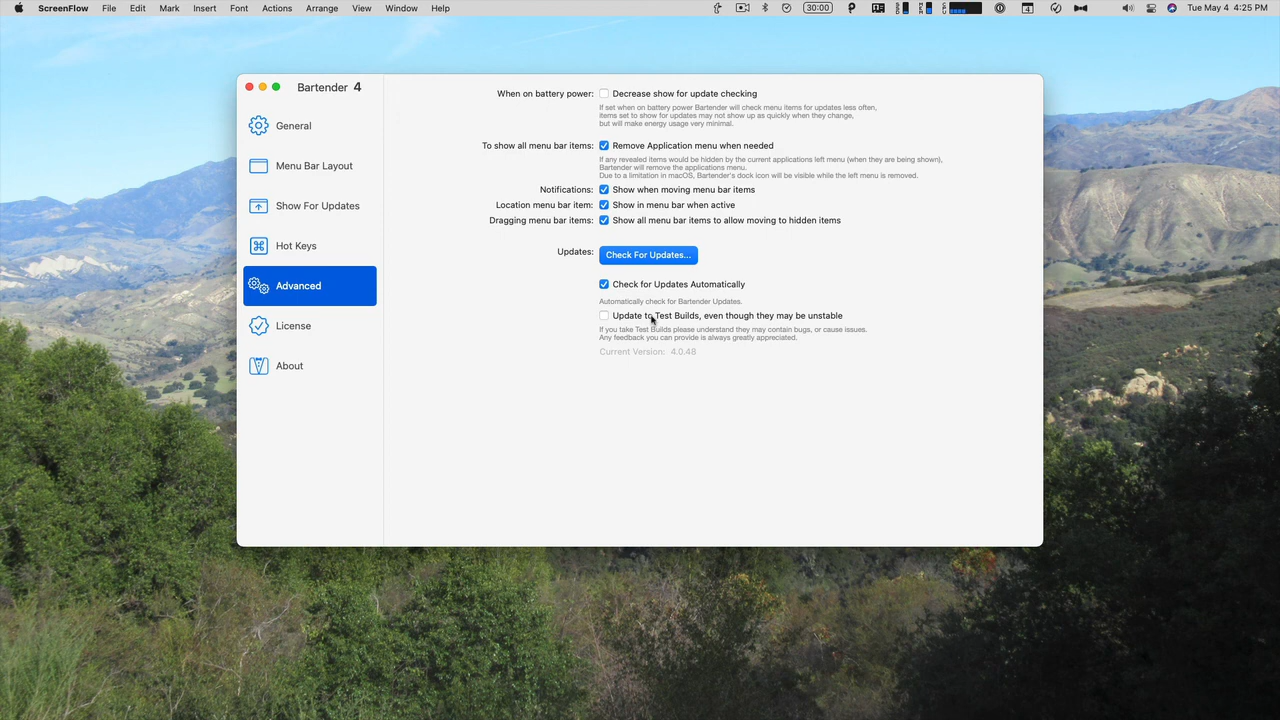 ScreenFlow File Edit Mark Insert Font Actions Arrange View Window Help 30:00 4 Tue May 4 4:25 PM
Bartender 4
General
Menu Bar Layout
Show For Updates
Hot Keys
Advanced
License
About
When on battery power: Decrease show for update checking
If set when on battery power Bartender will check menu items for updates less often,
items set to show for updates may not show up as quickly when they change,
but will make energy usage very minimal.
To show all menu bar items: Remove Application menu when needed
If any revealed items would be hidden by the current applications left menu (when they are being shown),
Bartender will remove the applications menu.
Due to a limitation in macOS, Bartender's dock icon will be visible while the left menu is removed.
Notifications: Show when moving menu bar items
Location menu bar item: Show in menu bar when active
Dragging menu bar items: Show all menu bar items to allow moving to hidden items
Updates: Check For Updates...
Check for Updates Automatically
Automatically check for Bartender Updates.
Update to Test Builds, even though they may be unstable
If you take Test Builds please understand they may contain bugs, or cause issues.
Any feedback you can provide is always greatly appreciated.
Current Version: 4.0.48